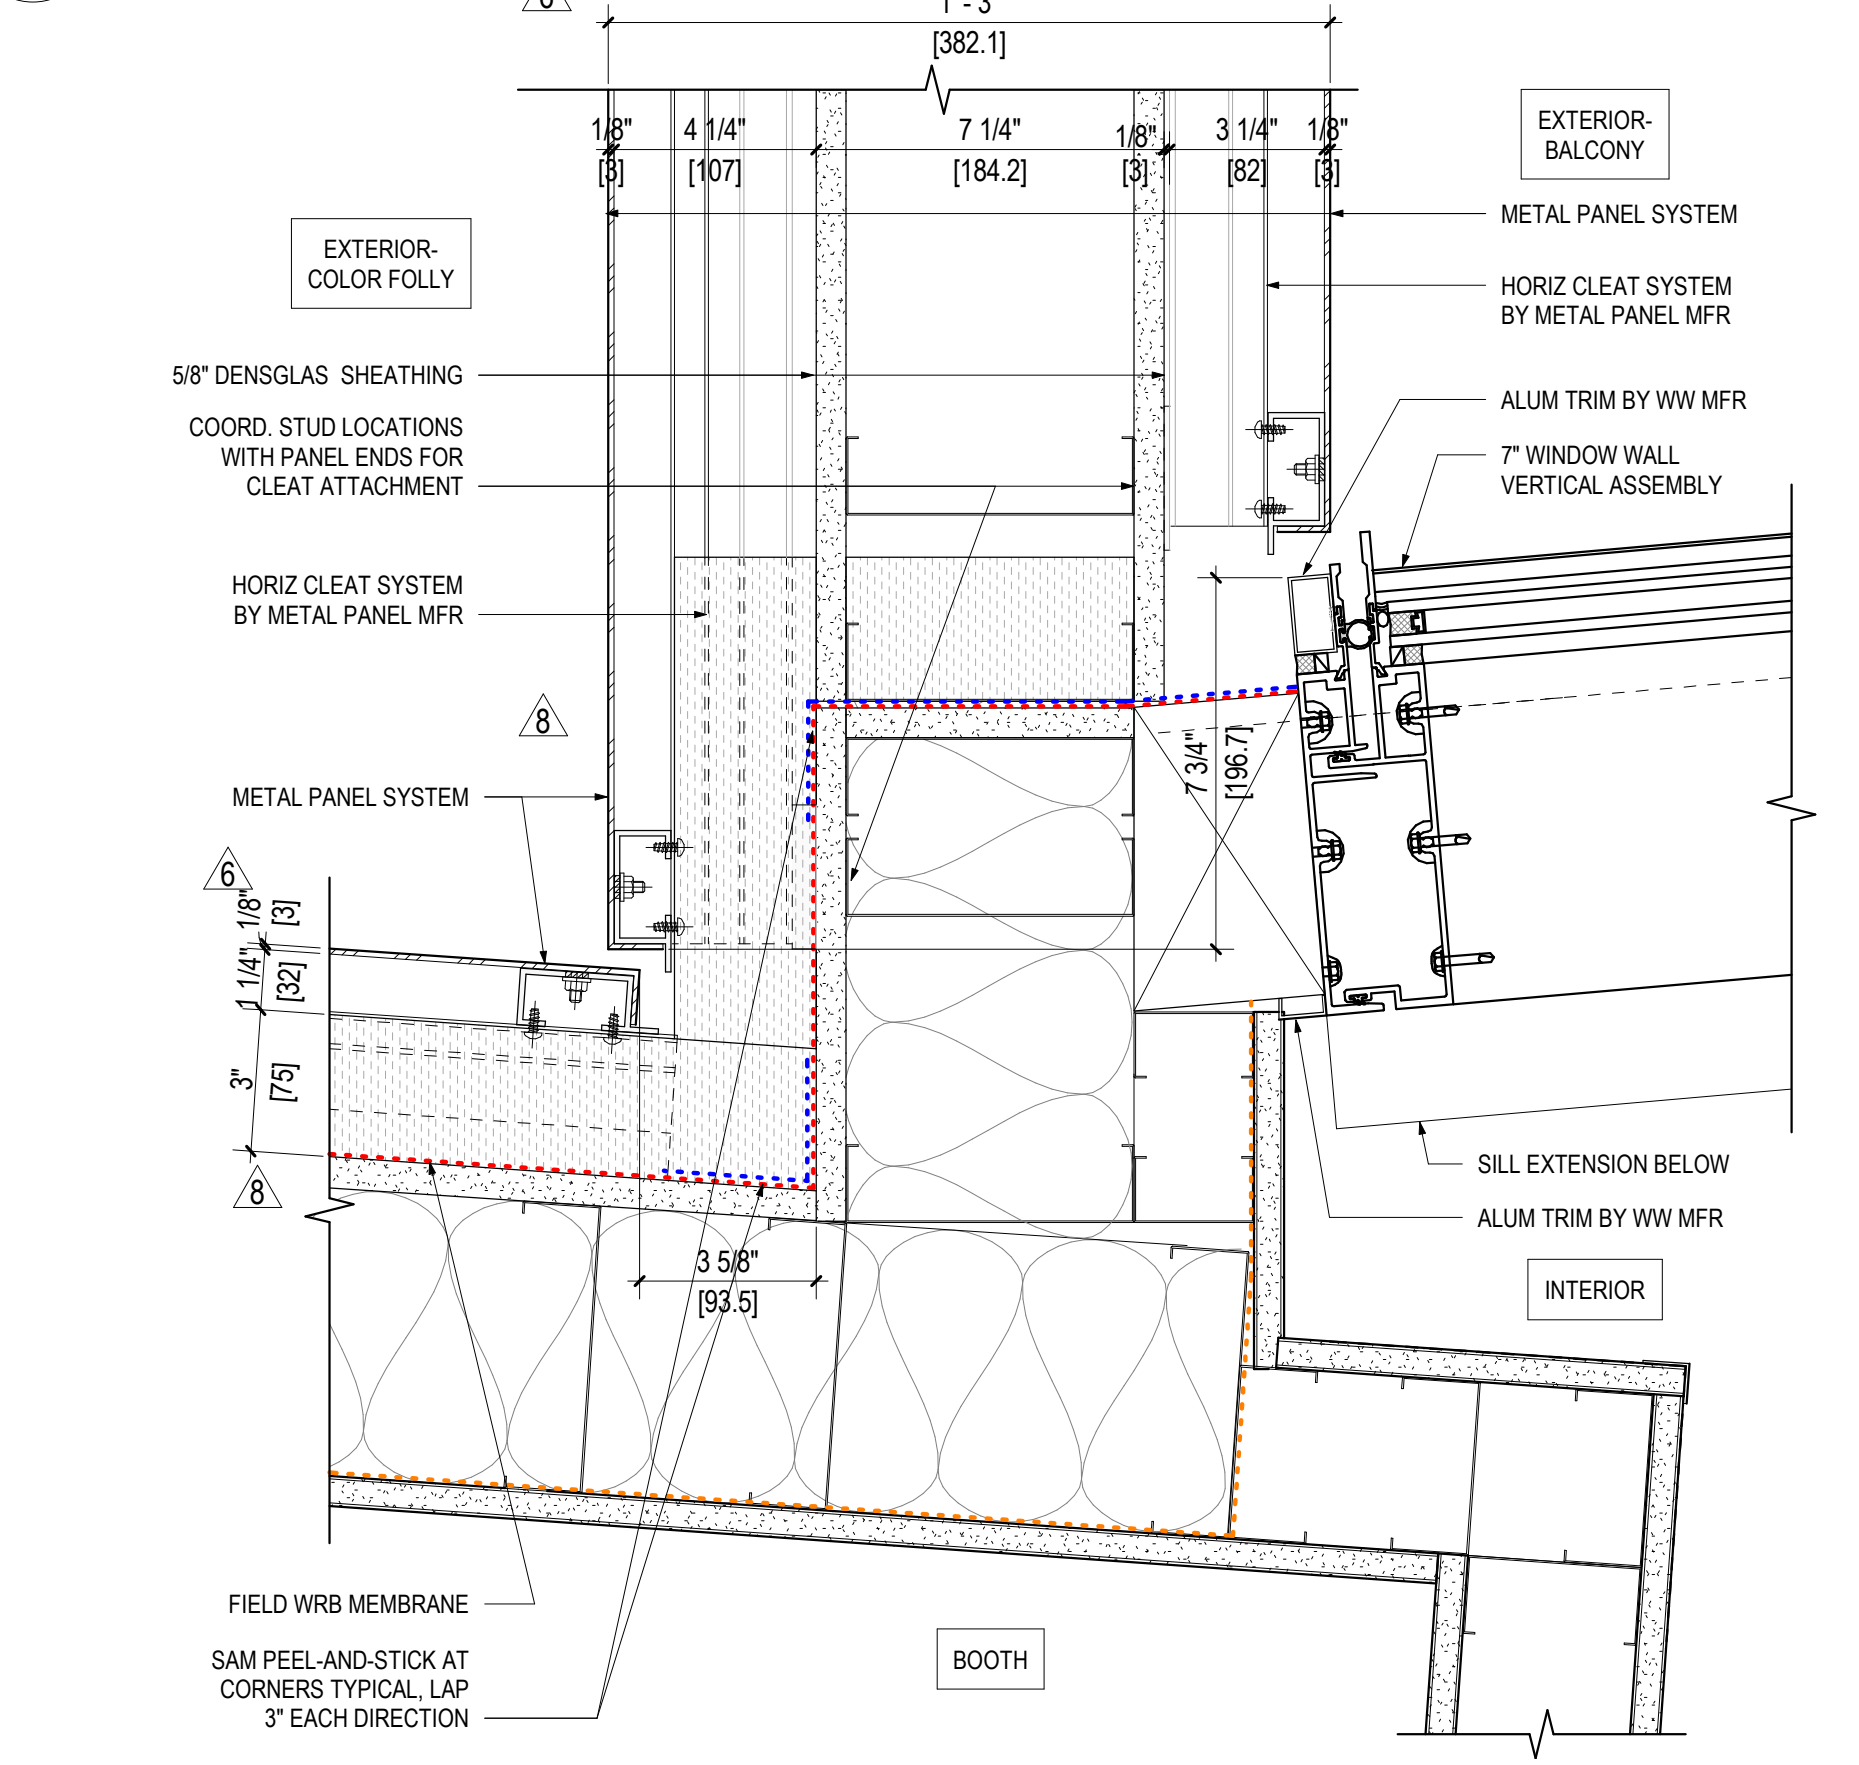 6
1' - 3
[382.1]
1/8" 4 1/4" 7 1/4" 1/8" 3 1/4" 1/8"
[3] [107] [184.2] [3] [82] [3]
EXTERIOR-
BALCONY
METAL PANEL SYSTEM
EXTERIOR-
COLOR FOLLY
HORIZ CLEAT SYSTEM
BY METAL PANEL MFR
5/8" DENSGLAS SHEATHING
ALUM TRIM BY WW MFR
COORD. STUD LOCATIONS
WITH PANEL ENDS FOR
CLEAT ATTACHMENT
7" WINDOW WALL
VERTICAL ASSEMBLY
HORIZ CLEAT SYSTEM
BY METAL PANEL MFR
8
7 3/4"
[196.7]
METAL PANEL SYSTEM
6
1/8"
[3]
1 1/4"
[32]
3"
[75]
8
SILL EXTENSION BELOW
ALUM TRIM BY WW MFR
3 5/8"
[93.5]
INTERIOR
FIELD WRB MEMBRANE
SAM PEEL-AND-STICK AT
CORNERS TYPICAL, LAP
3" EACH DIRECTION
BOOTH